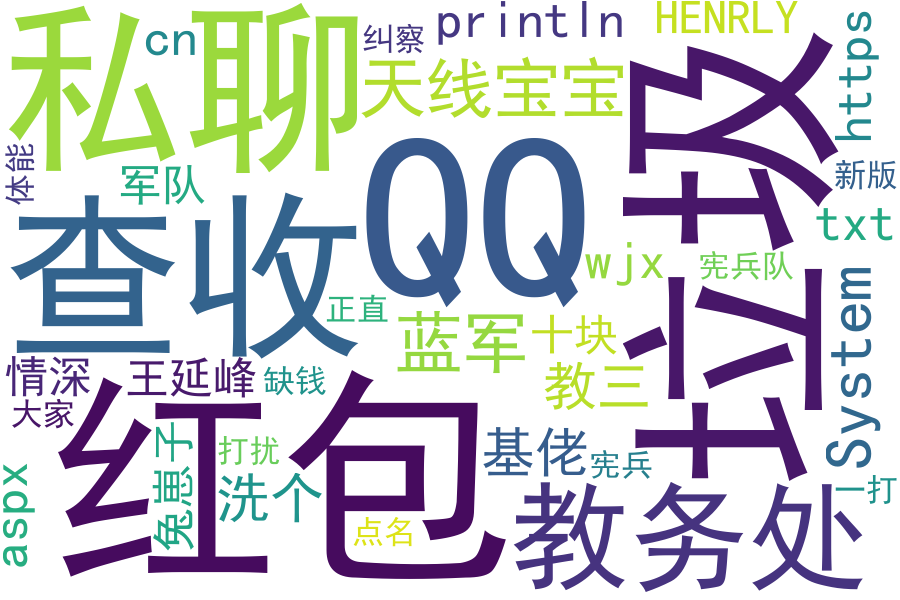 私聊
cn
纠察
println
HENRLY
天线宝宝
https
体能
军队
QQ
垃圾
新版
查收
txt
wjx
宪兵队
正直
蓝军
十块
System
情深
王延峰
缺钱
教三
大家
红包
兔崽子
打扰
基佬
宪兵
aspx
洗个
点名
教务处
一打